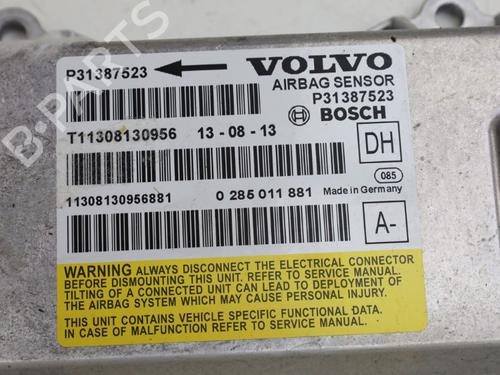 P31387523
VOLVO
AIRBAG SENSOR
P31387523
BOSCH
T11308130956 13-08-13
DH
085
11308130956881 0 285 011 881 Made in Germany
A-
WARNING ALWAYS DISCONNECT THE ELECTRICAL CONNECTOR
BEFORE DISMOUNTING THIS UNIT. REFER TO SERVICE MANUAL.
TILTING OF A CONNECTED UNIT CAN LEAD TO DEPLOYMENT OF
THE AIRBAG SYSTEM WHICH MAY CAUSE PERSONAL INJURY.
THIS UNIT CONTAINS VEHICLE SPECIFIC FUNCTIONAL DATA.
IN CASE OF MALFUNCTION REFER TO SERVICE MANUAL.
B-PARTS